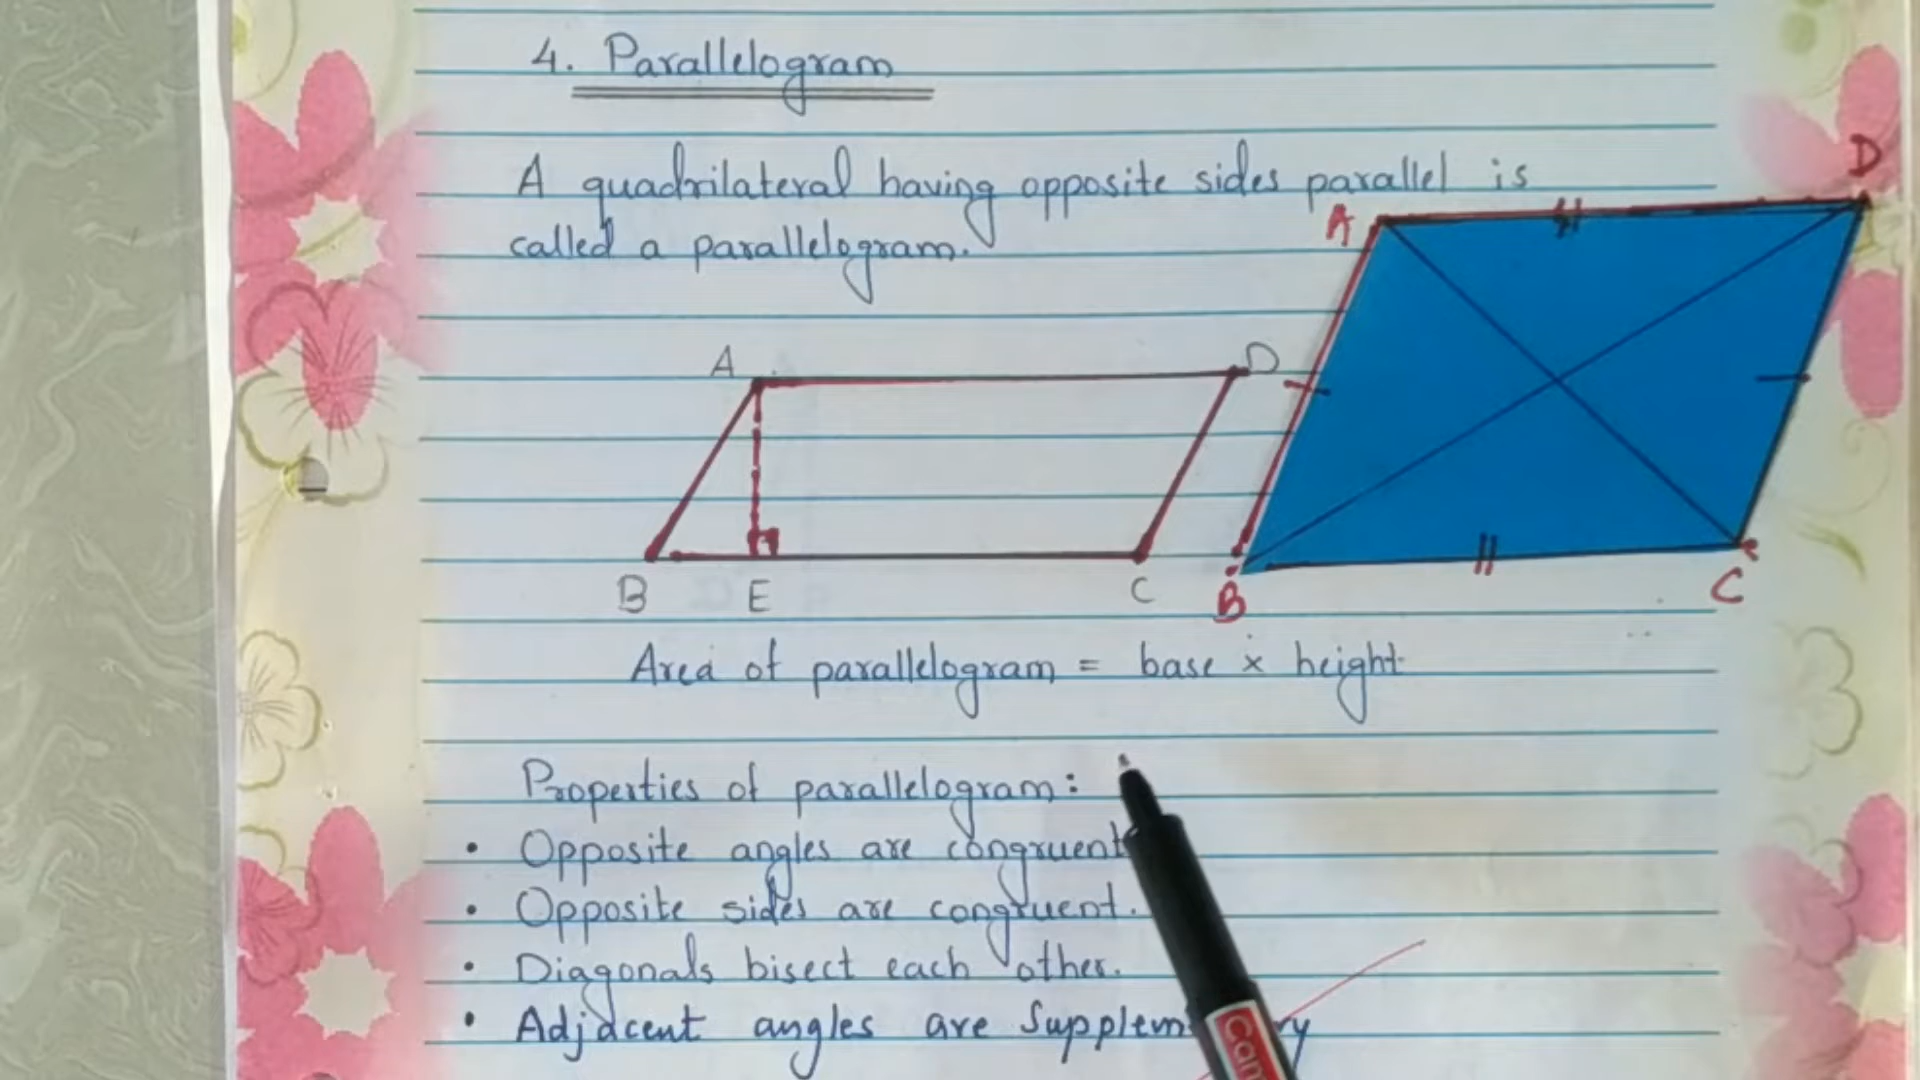 4. Parallelogram
A quadrilateral having opposite sides parallel is
called a parallelogram.
A D
B E C
A D
B C
Area of parallelogram = base × height
Properties of parallelogram:
• Opposite angles are congruent
• Opposite sides are congruent.
• Diagonals bisect each other.
• Adjacent angles are